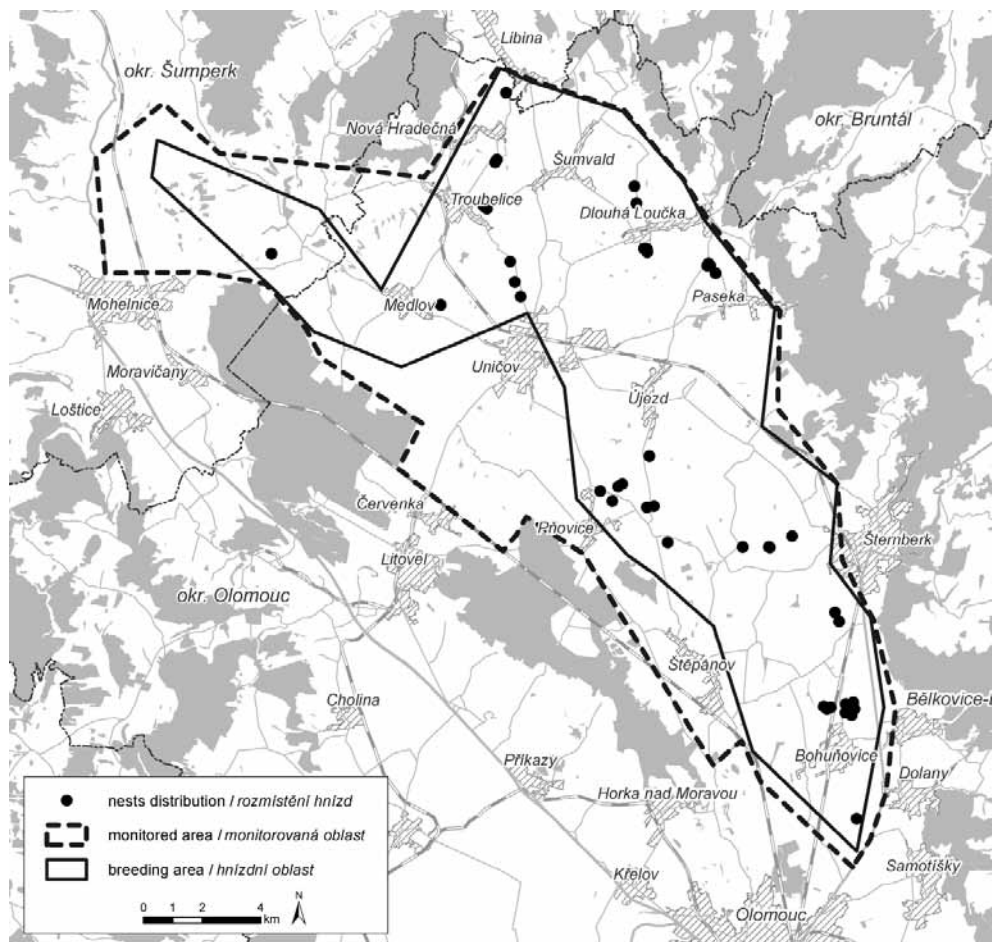 Libina
okr. Šumperk
okr. Bruntál
Nová Hradečná
Šumvald
Troubelice
Dlouhá Loučka
Paseka
Mohelnice
Medlov
Uničov
Moravičany
Újezd
Loštice
Červenka
Pňovice
Šternberk
Litovel
okr. Olomouc
Štěpánov
Cholina
Bělkovice-L
Bohuňovice
Příkazy
Dolany
Horka nad Moravou
Samotíšky
Křelov
Olomouc
nests distribution / rozmístění hnízd
monitored area / monitorovaná oblast
breeding area / hnízdní oblast
0 1 2 4
km
N